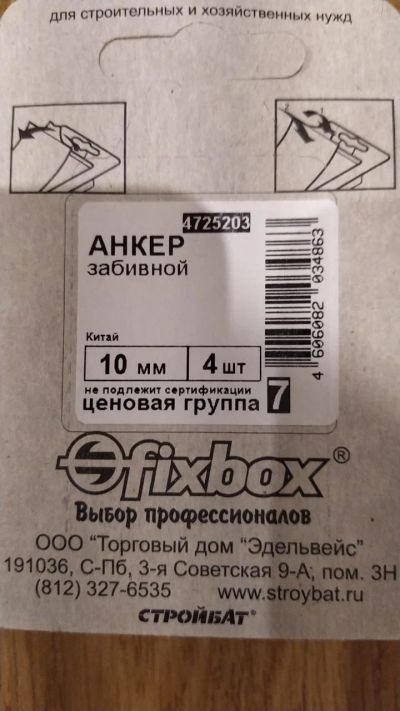 для строительных и хозяйственных нужд
4725203
АНКЕР
забивной
Китай
10 мм 4 шт
не подлежит сертификации
ценовая группа 7
4 606082 034863
fixbox®
Выбор профессионалов
ООО "Торговый дом "Эдельвейс"
191036, С-Пб, 3-я Советская 9-А; пом. 3Н
(812) 327-6535 www.stroybat.ru
СТРОЙБАТ®